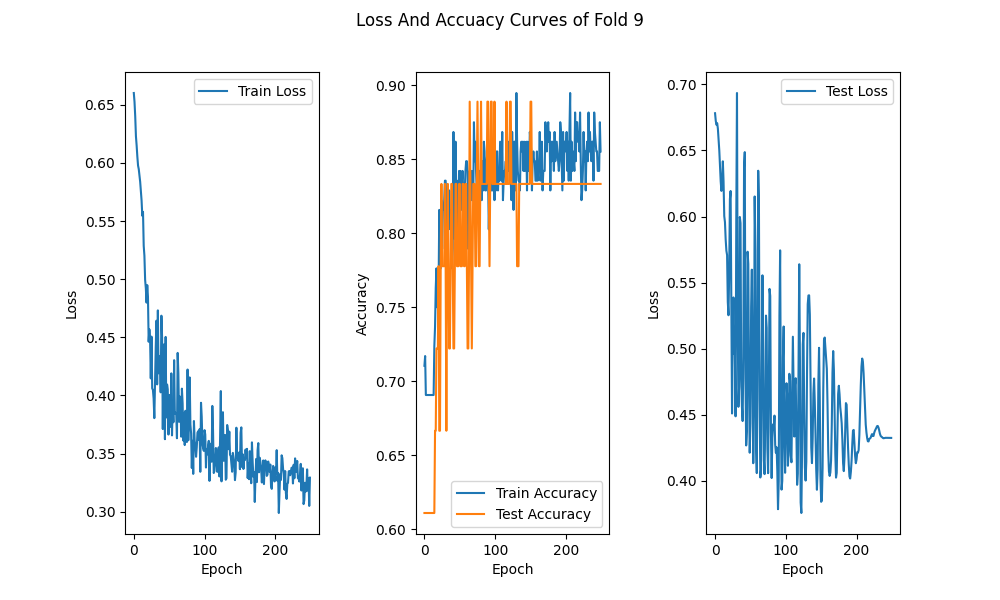 Loss And Accuacy Curves of Fold 9
Train Loss
0.65
0.60
0.55
0.50
0.45
0.40
0.35
0.30
Loss
0 100 200
Epoch
0.90
0.85
0.80
0.75
0.70
0.65
0.60
Accuracy
Train Accuracy
Test Accuracy
0 100 200
Epoch
Test Loss
0.70
0.65
0.60
0.55
0.50
0.45
0.40
Loss
0 100 200
Epoch